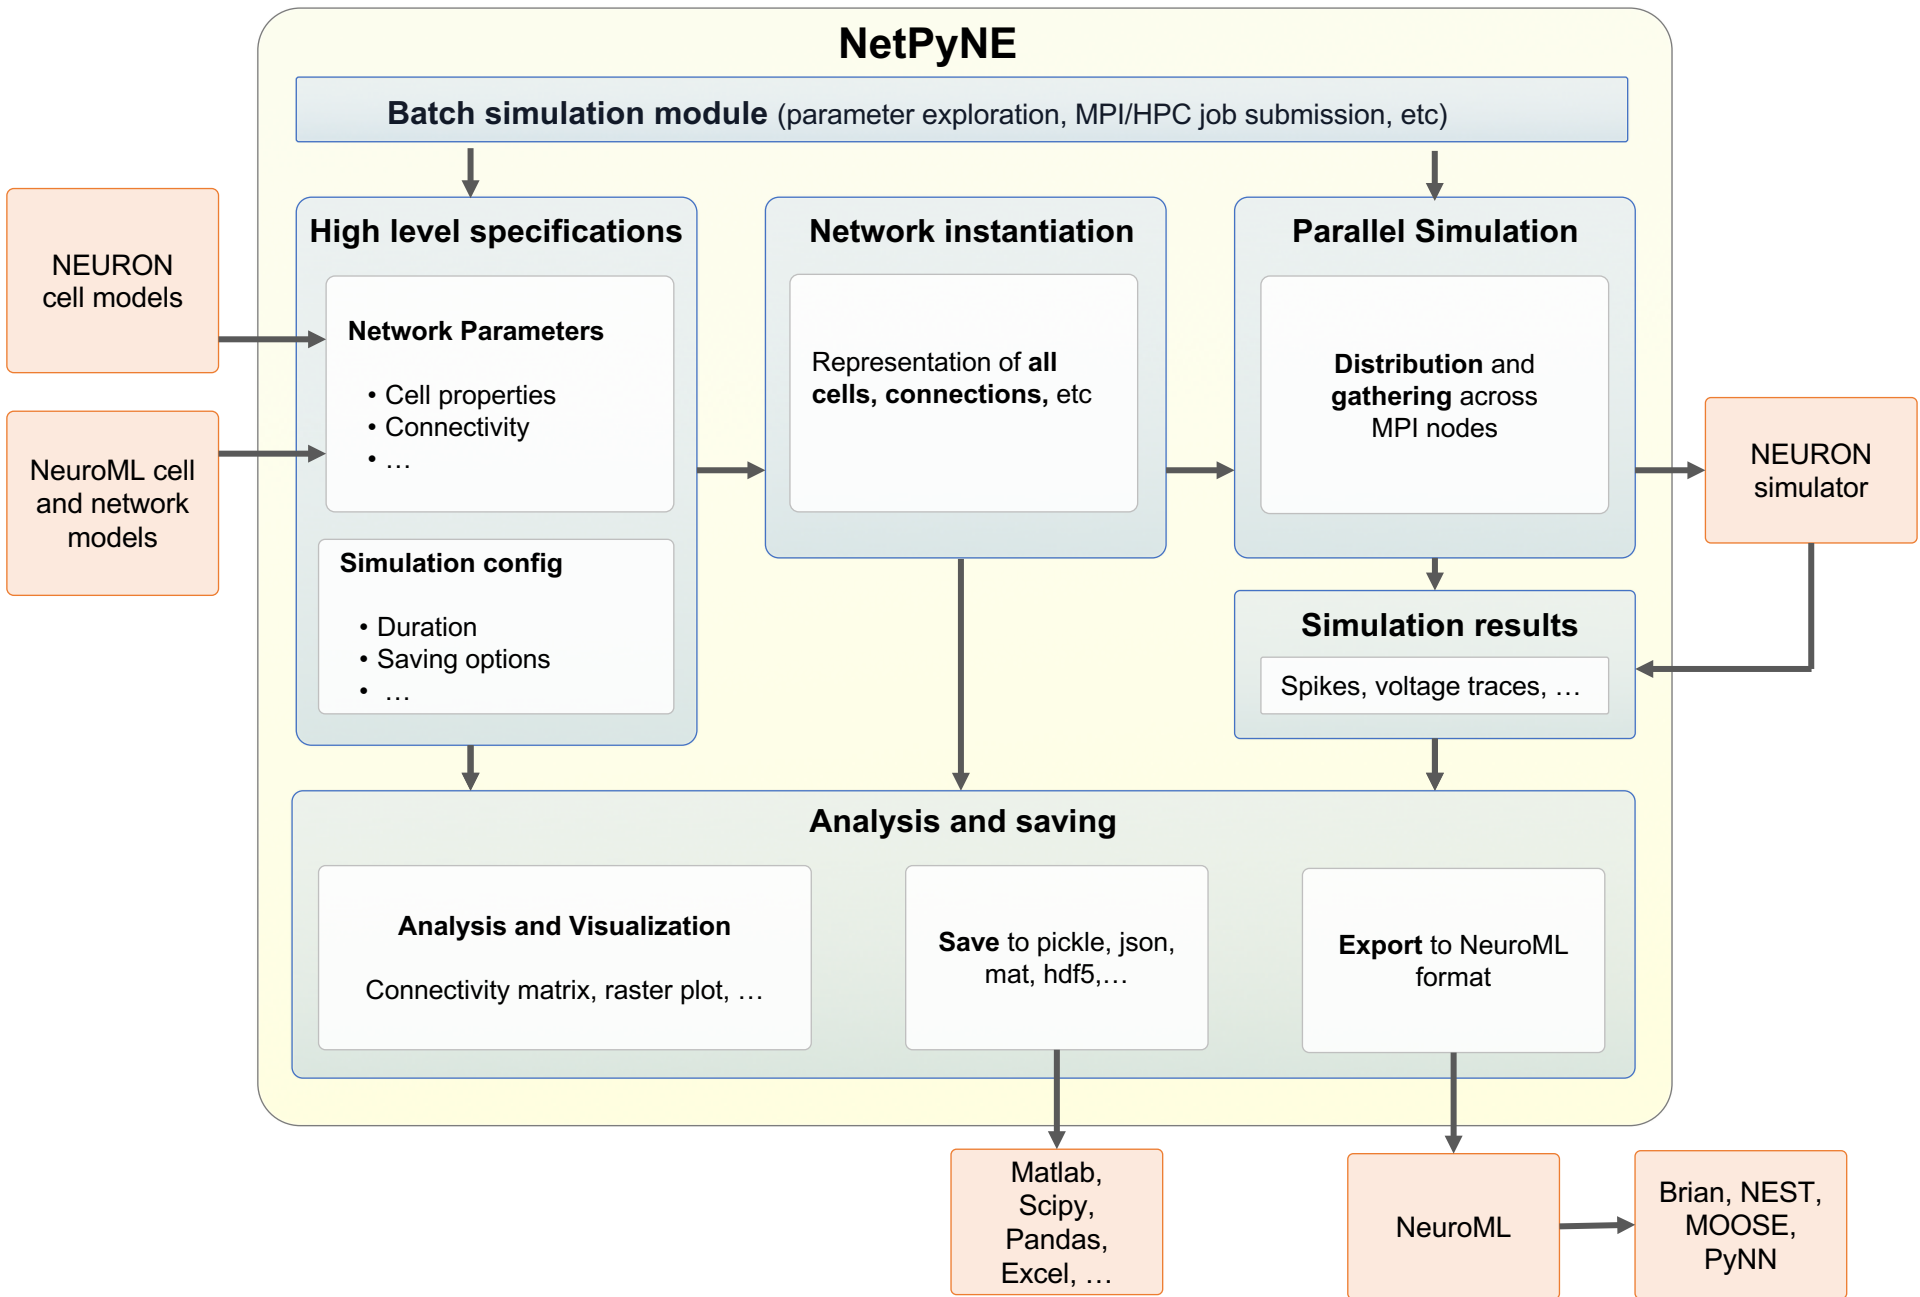 NetPyNE
Batch simulation module (parameter exploration, MPI/HPC job submission, etc)
NEURON
cell models
NeuroML cell
and network
models
High level specifications
Network Parameters
• Cell properties
• Connectivity
• …
Simulation config
• Duration
• Saving options
• …
Network instantiation
Representation of all
cells, connections, etc
Parallel Simulation
Distribution and
gathering across
MPI nodes
NEURON
simulator
Simulation results
Spikes, voltage traces, …
Analysis and saving
Analysis and Visualization
Connectivity matrix, raster plot, …
Save to pickle, json,
mat, hdf5,…
Export to NeuroML
format
Matlab,
Scipy,
Pandas,
Excel, …
NeuroML
Brian, NEST,
MOOSE,
PyNN